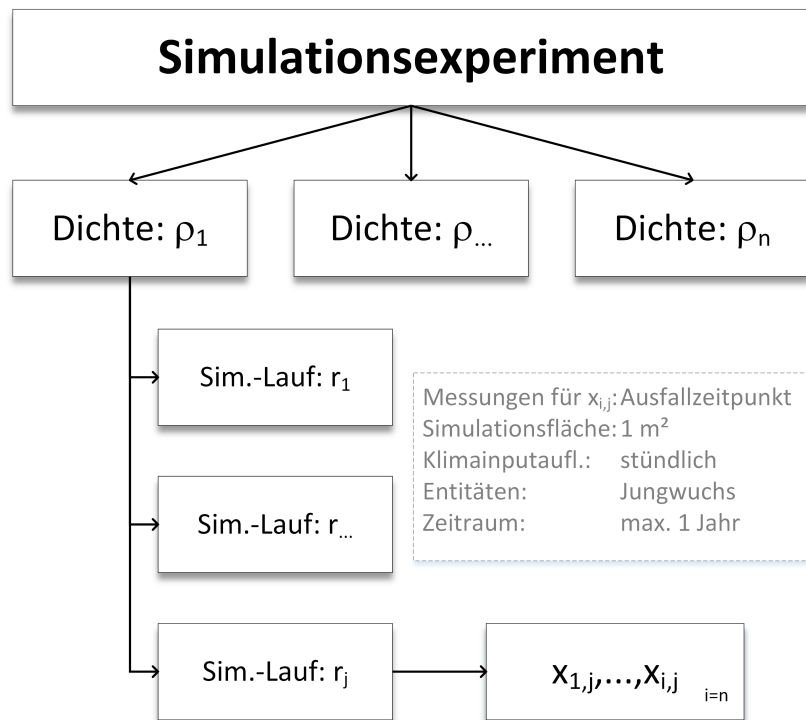 Simulationsexperiment
Dichte: ρ₁
Dichte: ρ...
Dichte: ρₙ
Sim.-Lauf: r₁
Messungen für xᵢ,ⱼ: Ausfallzeitpunkt
Simulationsfläche: 1 m²
Klimainputaufl.: stündlich
Entitäten: Jungwuchs
Zeitraum: max. 1 Jahr
Sim.-Lauf: r...
Sim.-Lauf: rⱼ
x₁,ⱼ,...,xᵢ,ⱼ i=n